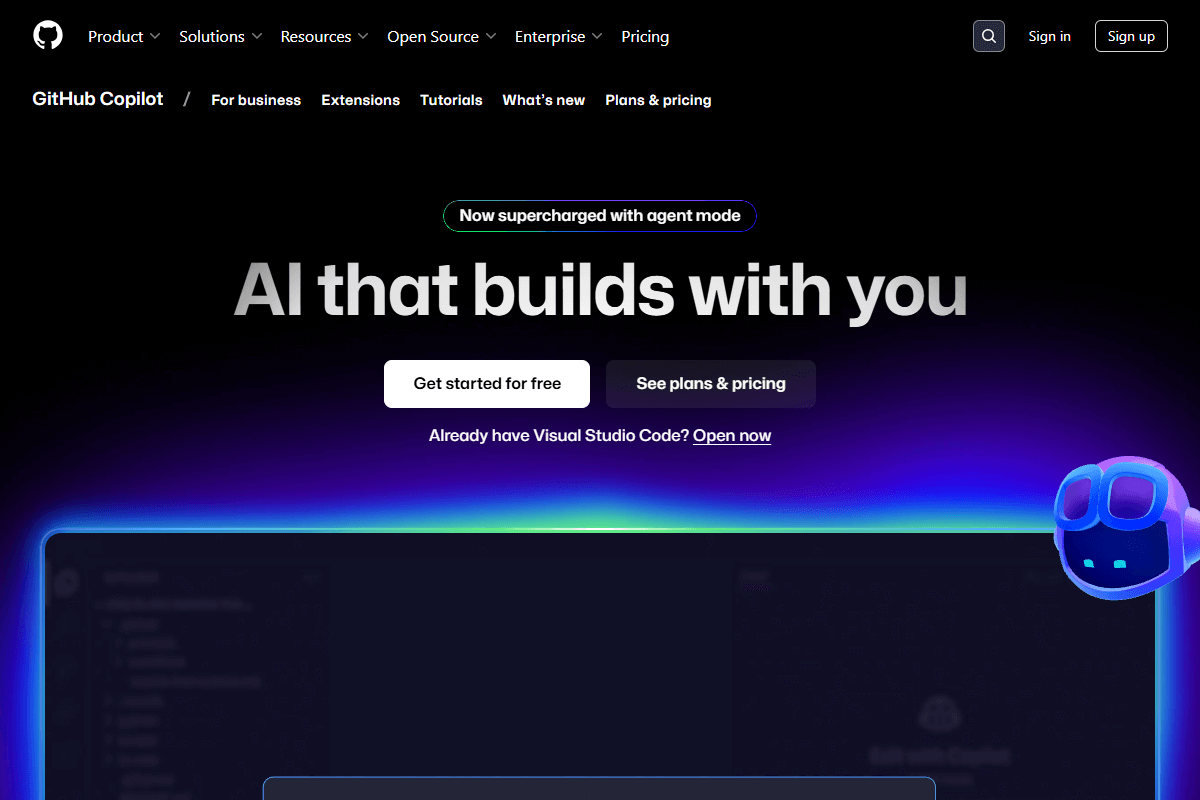 Product Solutions Resources Open Source Enterprise Pricing Sign in Sign up
GitHub Copilot / For business Extensions Tutorials What's new Plans & pricing
Now supercharged with agent mode
AI that builds with you
Get started for free See plans & pricing
Already have Visual Studio Code? Open now
Edit with Copilot